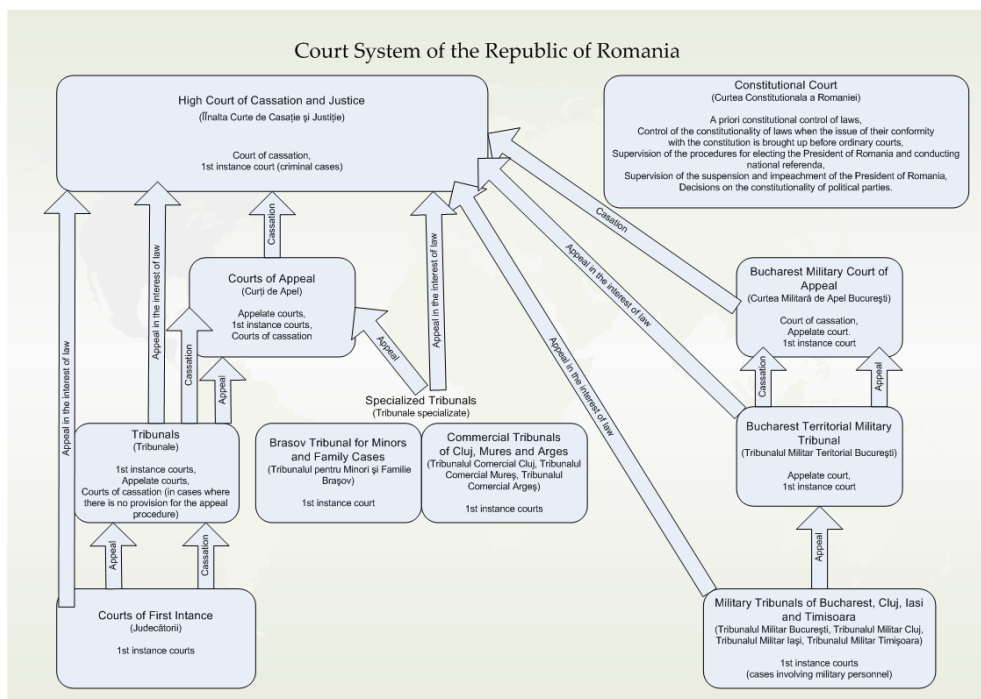 Court System of the Republic of Romania
High Court of Cassation and Justice
(ÎÎnalta Curte de Casaţie şi Justiţie)
Court of cassation,
1st instance court (criminal cases)
Constitutional Court
(Curtea Constitutionala a Romaniei)
A priori constitutional control of laws,
Control of the constitutionality of laws when the issue of their conformity
with the constitution is brought up before ordinary courts,
Supervision of the procedures for electing the President of Romania and conducting
national referenda,
Supervision of the suspension and impeachment of the President of Romania,
Decisions on the constitutionality of political parties.
Appeal in the interest of law
Appeal in the interest of law
Cassation
Appeal in the interest of law
Cassation
Appeal in the interest of law
Appeal in the interest of law
Courts of Appeal
(Curţi de Apel)
Appelate courts,
1st instance courts,
Courts of cassation
Bucharest Military Court of
Appeal
(Curtea Militară de Apel Bucureşti)
Court of cassation,
Appelate court.
1st instance court
Cassation
Appeal
Appeal
Cassation
Appeal
Specialized Tribunals
(Tribunale specializate)
Tribunals
(Tribunale)
1st instance courts,
Appelate courts,
Courts of cassation (in cases where
there is no provision for the appeal
procedure)
Brasov Tribunal for Minors
and Family Cases
(Tribunalul pentru Minori şi Familie
Braşov)
1st instance court
Commercial Tribunals
of Cluj, Mures and Arges
(Tribunalul Comercial Cluj, Tribunalul
Comercial Mureş, Tribunalul
Comercial Argeş)
1st instance courts
Bucharest Territorial Military
Tribunal
(Tribunalul Militar Teritorial Bucureşti)
Appelate court,
1st instance court
Appeal
Cassation
Appeal
Courts of First Intance
(Judecătorii)
1st instance courts
Military Tribunals of Bucharest, Cluj, Iasi
and Timisoara
(Tribunalul Militar Bucureşti, Tribunalul Militar Cluj,
Tribunalul Militar Iaşi, Tribunalul Militar Timişoara)
1st instance courts
(cases involving military personnel)